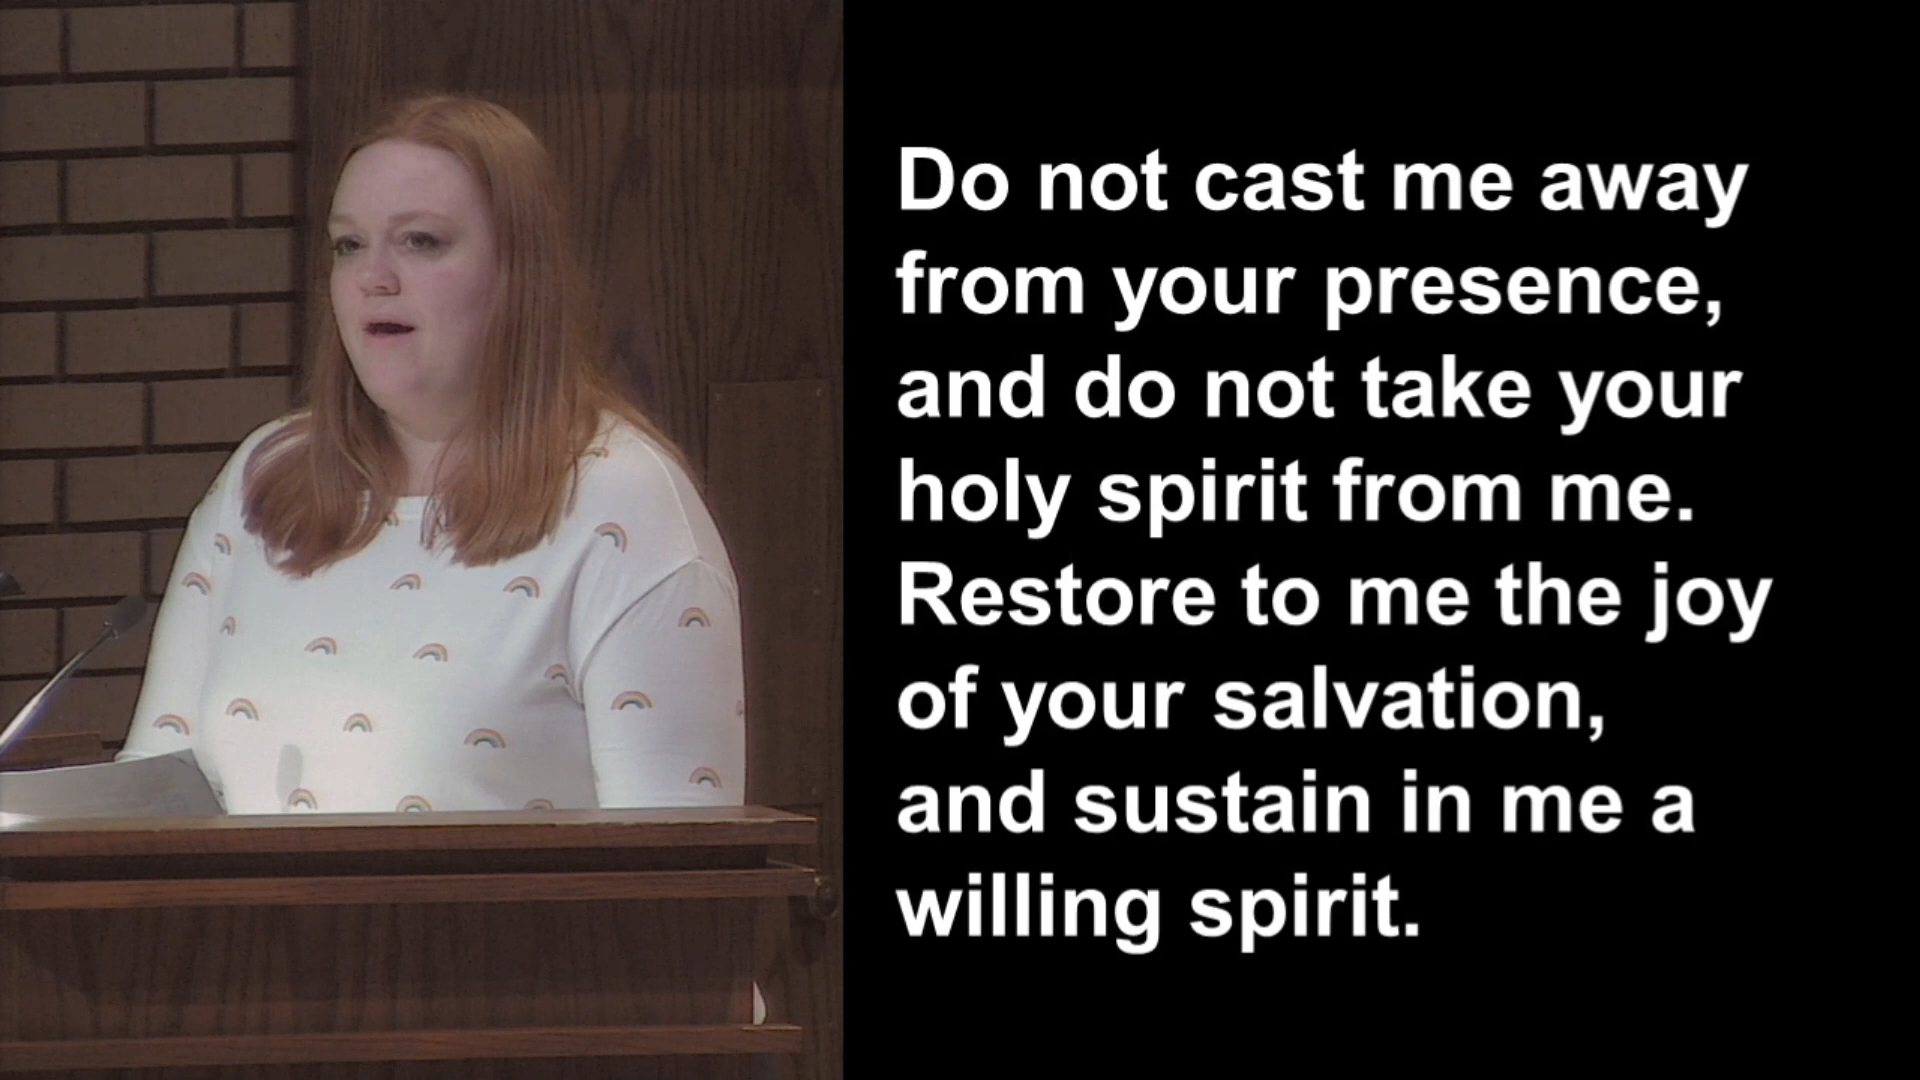 Do not cast me away
from your presence,
and do not take your
holy spirit from me.
Restore to me the joy
of your salvation,
and sustain in me a
willing spirit.